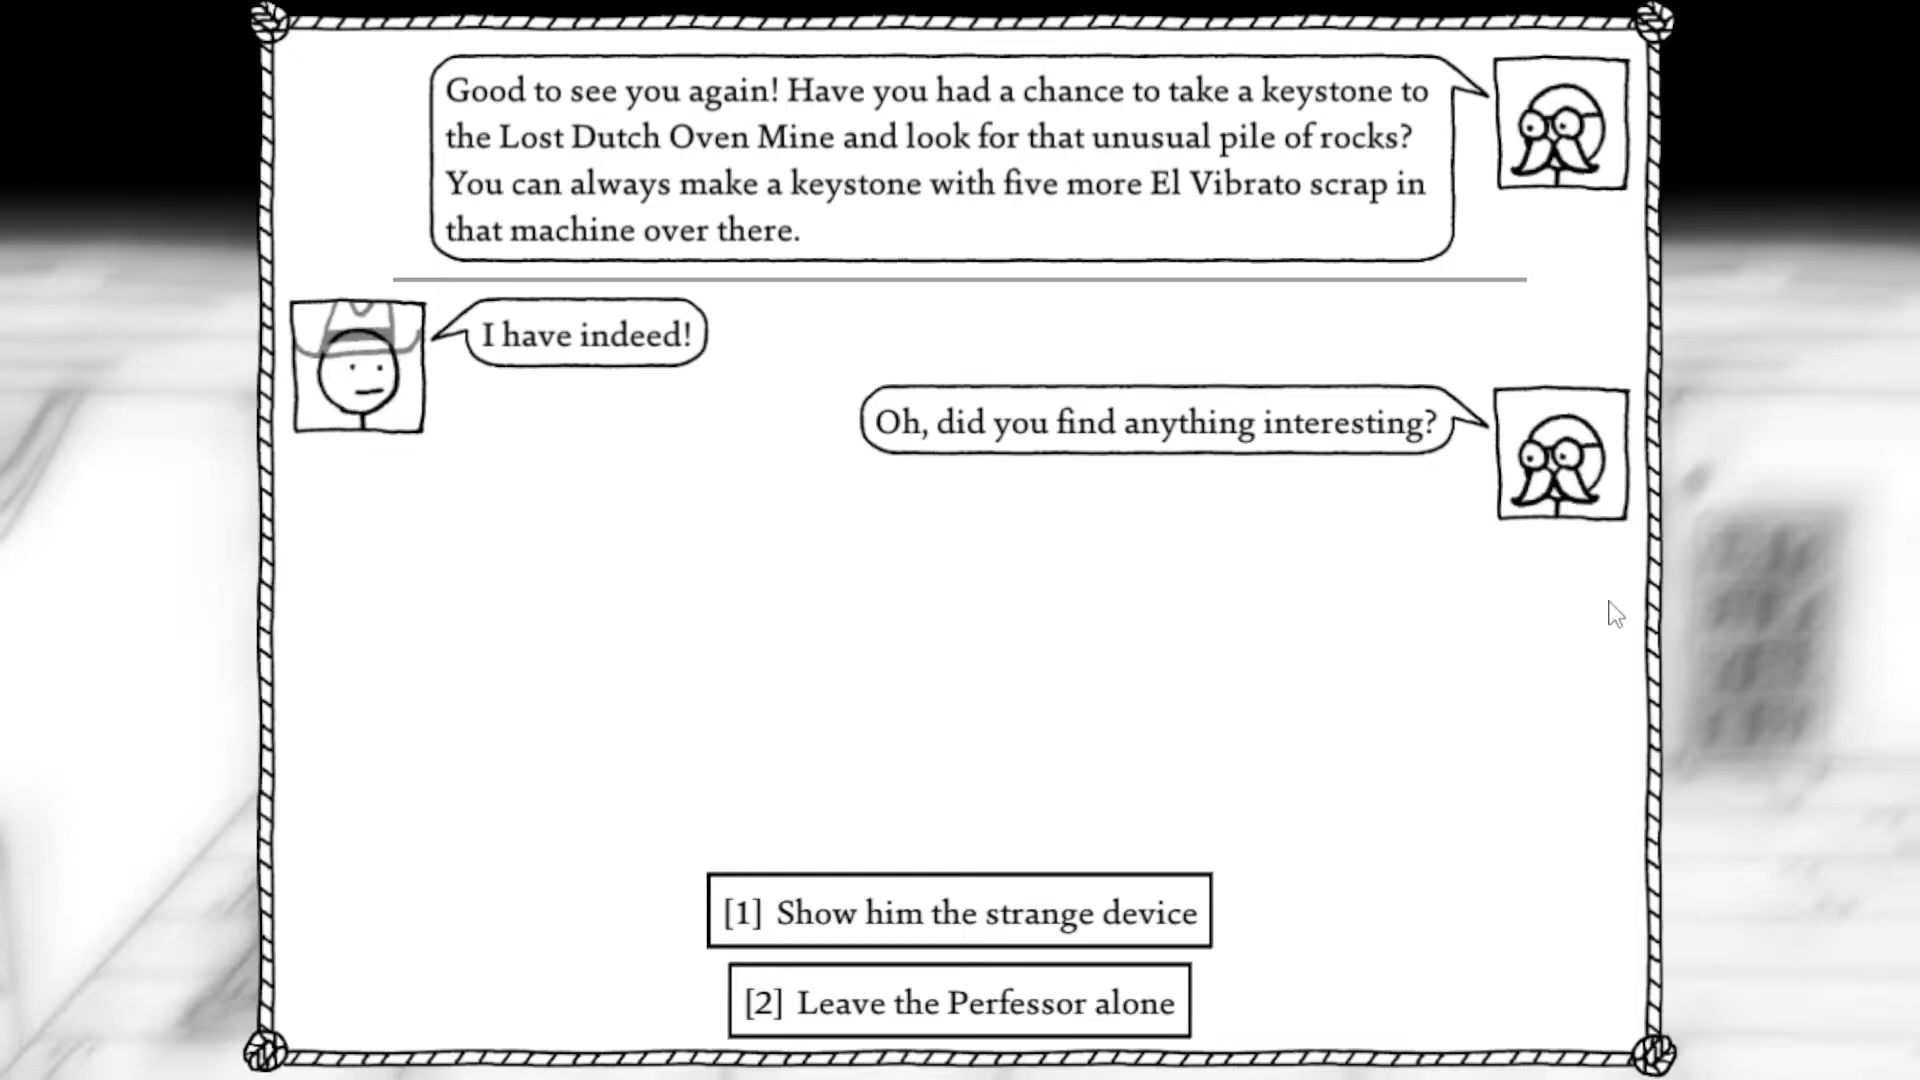 Good to see you again! Have you had a chance to take a keystone to
the Lost Dutch Oven Mine and look for that unusual pile of rocks?
You can always make a keystone with five more El Vibrato scrap in
that machine over there.
I have indeed!
Oh, did you find anything interesting?
[1] Show him the strange device
[2] Leave the Perfessor alone